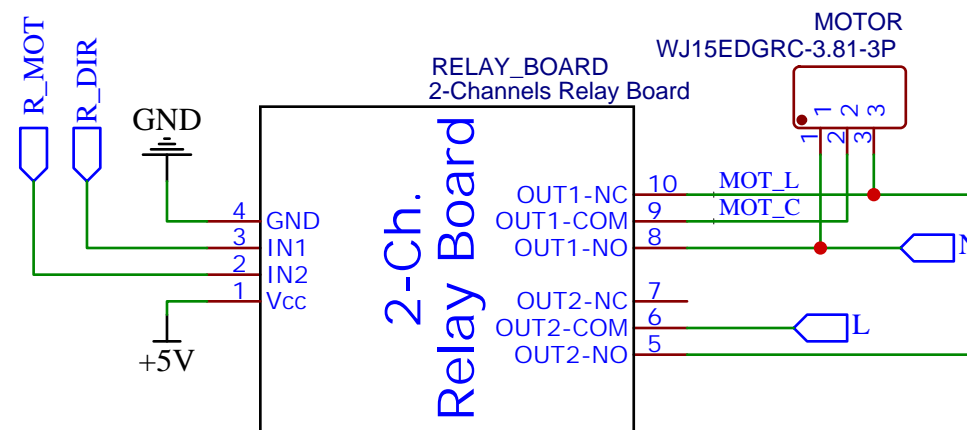 MOTOR
WJ15EDGRC-3.81-3P
R_MOT
R_DIR
GND
RELAY_BOARD
2-Channels Relay Board
1
2
3
1
2
3
2-Ch.
Relay Board
4
GND
3
IN1
2
IN2
1
Vcc
+5V
OUT1-NC
10
MOT_L
OUT1-COM
9
MOT_C
OUT1-NO
8
N
OUT2-NC
7
OUT2-COM
6
L
OUT2-NO
5